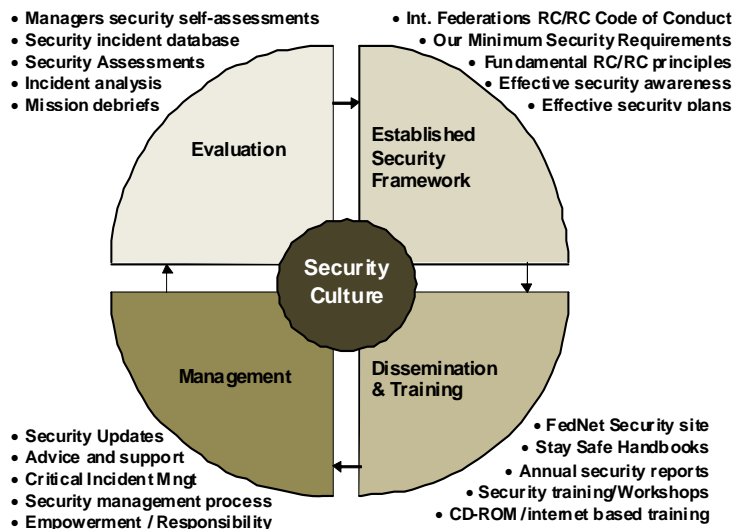 • Managers security self-assessments
• Security incident database
• Security Assessments
• Incident analysis
• Mission debriefs
• Int. Federations RC/RC Code of Conduct
• Our Minimum Security Requirements
• Fundamental RC/RC principles
• Effective security awareness
• Effective security plans
Evaluation
Established
Security
Framework
Security
Culture
Management
Dissemination
& Training
• Security Updates
• Advice and support
• Critical Incident Mngt
• Security management process
• Empowerment / Responsibility
• FedNet Security site
• Stay Safe Handbooks
• Annual security reports
• Security training/Workshops
• CD-ROM/internet based training